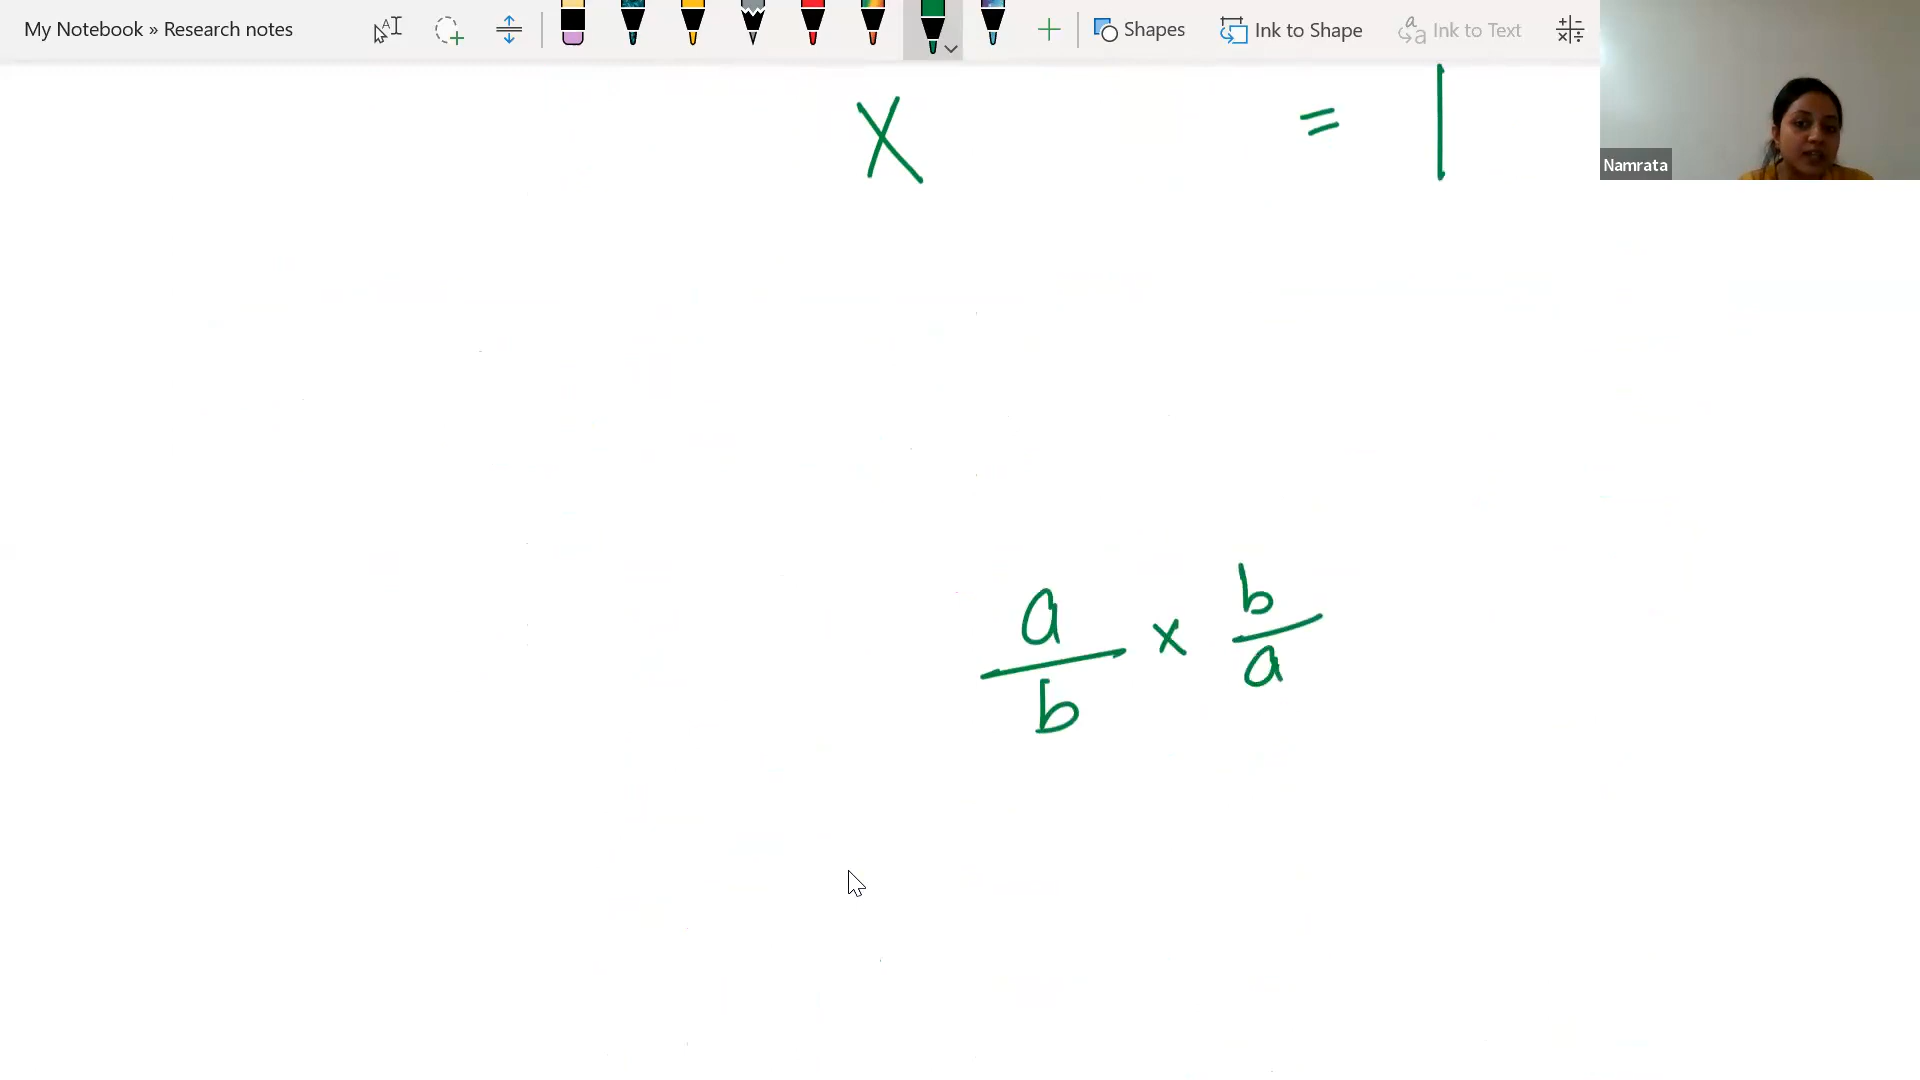 My Notebook » Research notes
Shapes
Ink to Shape
Ink to Text
Namrata
x = 1
a/b × b/a